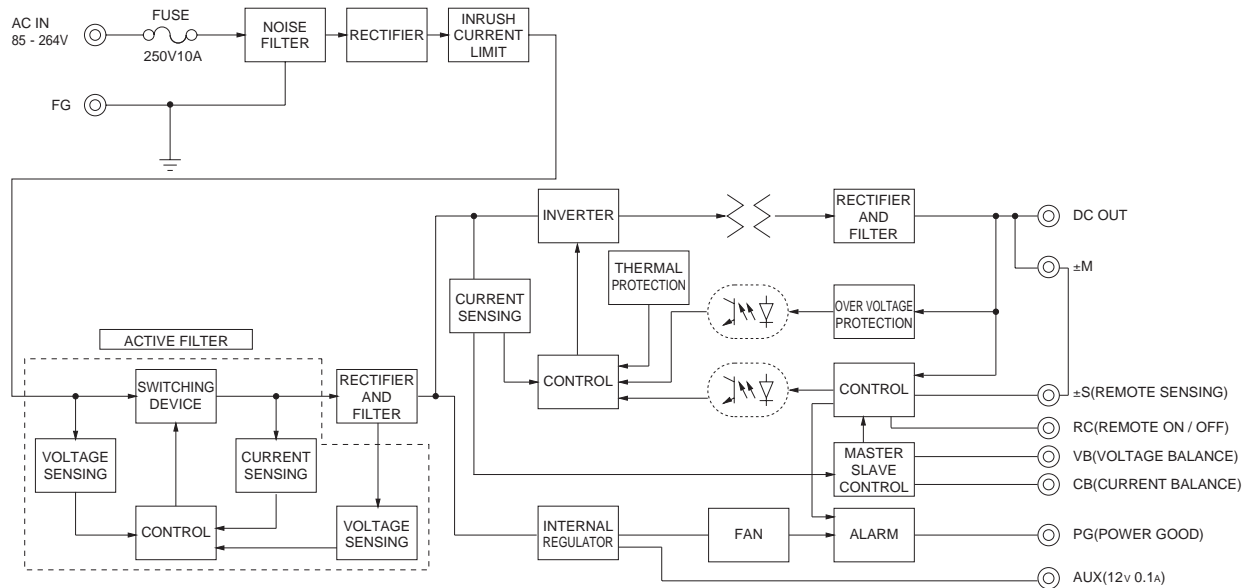 AC IN
85 - 264V
FUSE
250V10A
NOISE
FILTER
RECTIFIER
INRUSH
CURRENT
LIMIT
FG
INVERTER
RECTIFIER
AND
FILTER
DC OUT
±M
THERMAL
PROTECTION
CURRENT
SENSING
OVER VOLTAGE
PROTECTION
ACTIVE FILTER
SWITCHING
DEVICE
RECTIFIER
AND
FILTER
CONTROL
CONTROL
±S(REMOTE SENSING)
RC(REMOTE ON / OFF)
VOLTAGE
SENSING
CURRENT
SENSING
MASTER
SLAVE
CONTROL
VB(VOLTAGE BALANCE)
CB(CURRENT BALANCE)
CONTROL
VOLTAGE
SENSING
INTERNAL
REGULATOR
FAN
ALARM
PG(POWER GOOD)
AUX(12V 0.1A)